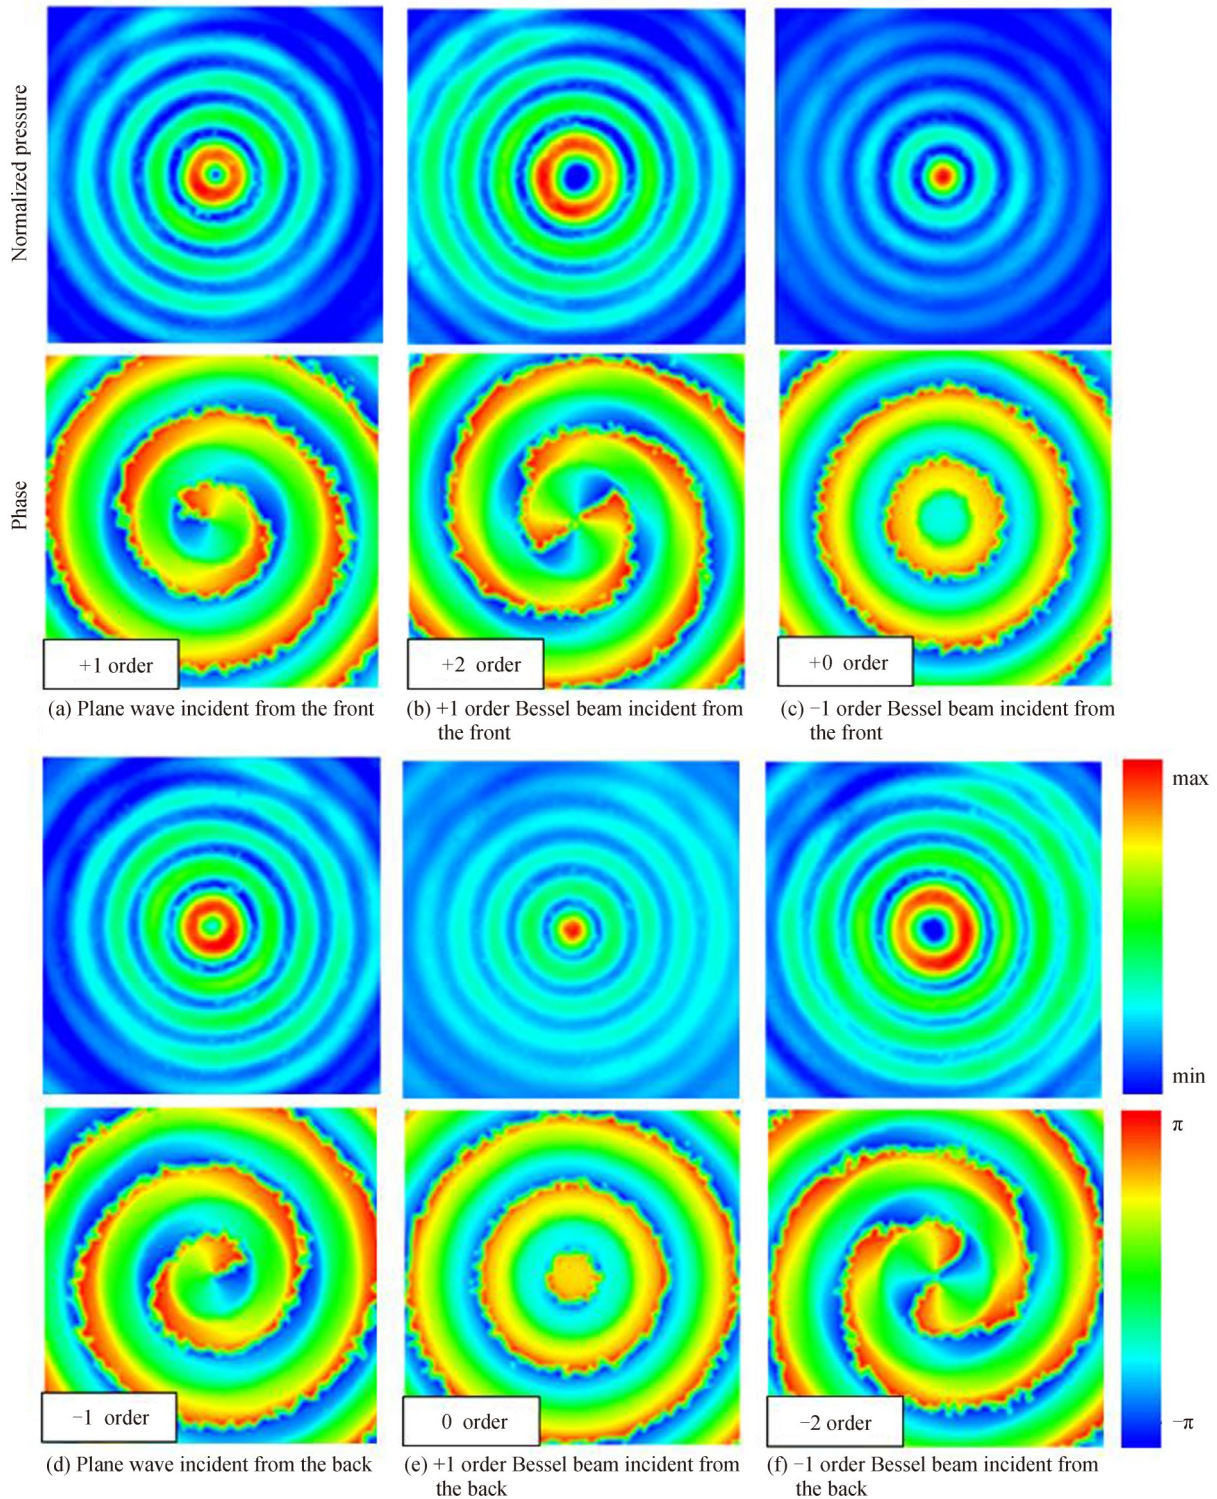 Normalized pressure
Phase
+1 order
+2 order
+0 order
(a) Plane wave incident from the front
(b) +1 order Bessel beam incident from
the front
(c) −1 order Bessel beam incident from
the front
max
min
π
−π
−1 order
0 order
−2 order
(d) Plane wave incident from the back
(e) +1 order Bessel beam incident from
the back
(f) −1 order Bessel beam incident from
the back